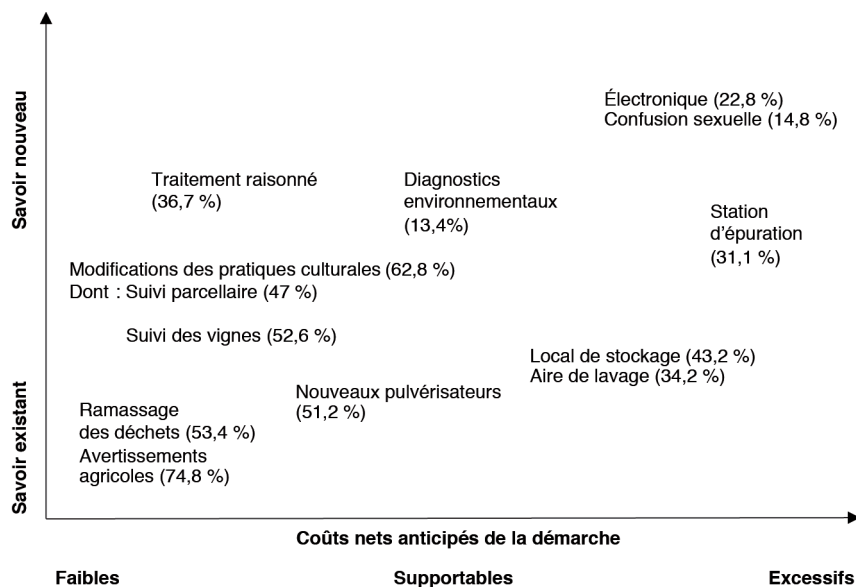 Savoir nouveau
Électronique (22,8 %)
Confusion sexuelle (14,8 %)
Traitement raisonné
(36,7 %)
Diagnostics
environnementaux
(13,4%)
Station
d'épuration
(31,1 %)
Modifications des pratiques culturales (62,8 %)
Dont : Suivi parcellaire (47 %)
Suivi des vignes (52,6 %)
Local de stockage (43,2 %)
Aire de lavage (34,2 %)
Nouveaux pulvérisateurs
(51,2 %)
Savoir existant
Ramassage
des déchets (53,4 %)
Avertissements
agricoles (74,8 %)
Coûts nets anticipés de la démarche
Faibles
Supportables
Excessifs